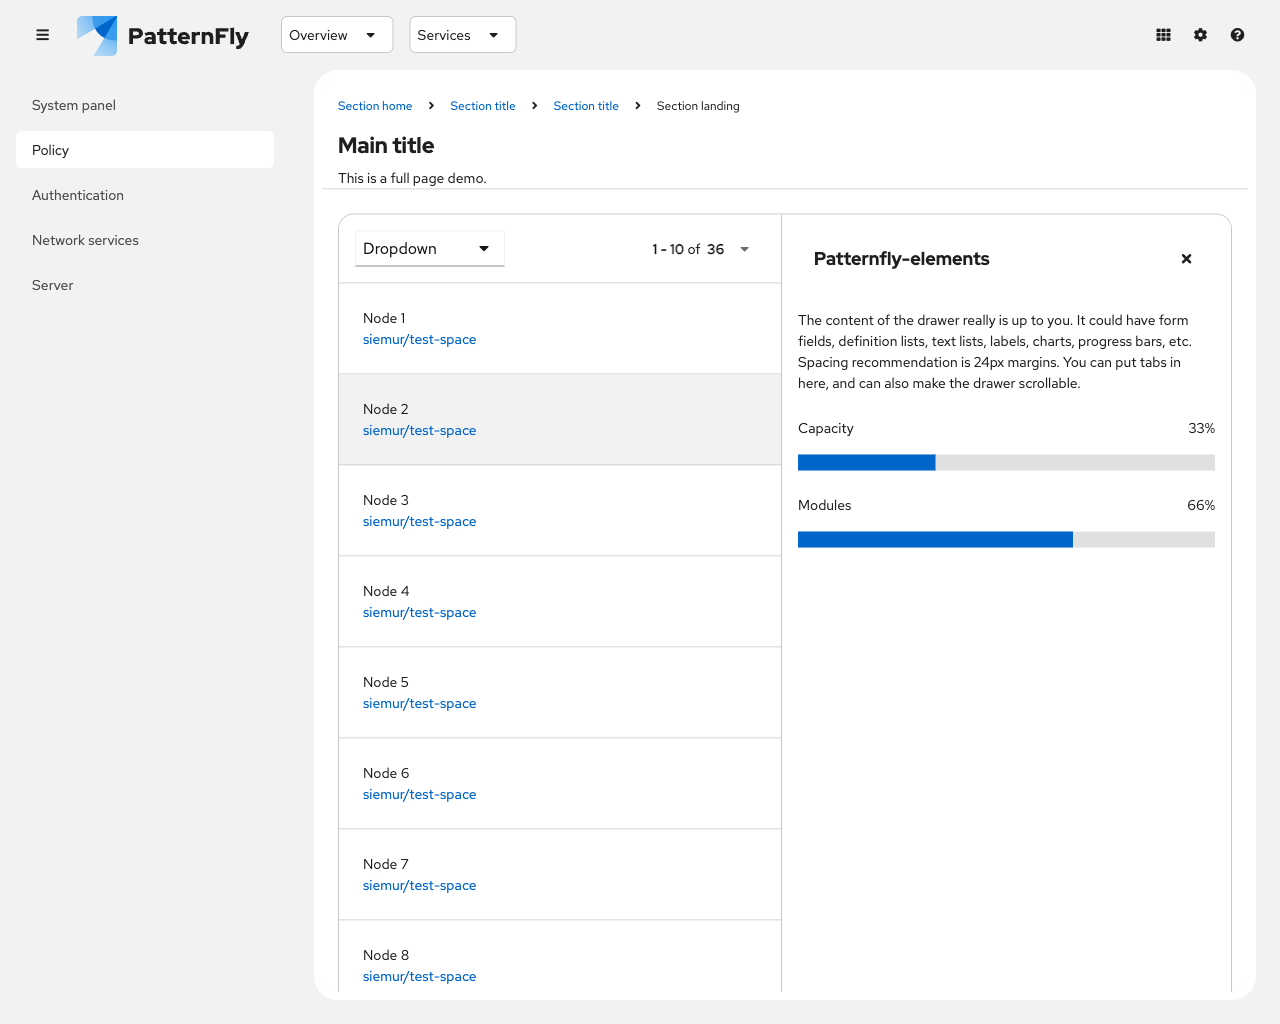 PatternFly
Overview
Services
System panel
Policy
Authentication
Network services
Server
Section home
Section title
Section title
Section landing
Main title
This is a full page demo.
Dropdown
1 - 10 of 36
Node 1
siemur/test-space
Node 2
siemur/test-space
Node 3
siemur/test-space
Node 4
siemur/test-space
Node 5
siemur/test-space
Node 6
siemur/test-space
Node 7
siemur/test-space
Node 8
siemur/test-space
Patternfly-elements
The content of the drawer really is up to you. It could have form
fields, definition lists, text lists, labels, charts, progress bars, etc.
Spacing recommendation is 24px margins. You can put tabs in
here, and can also make the drawer scrollable.
Capacity 33%
Modules 66%